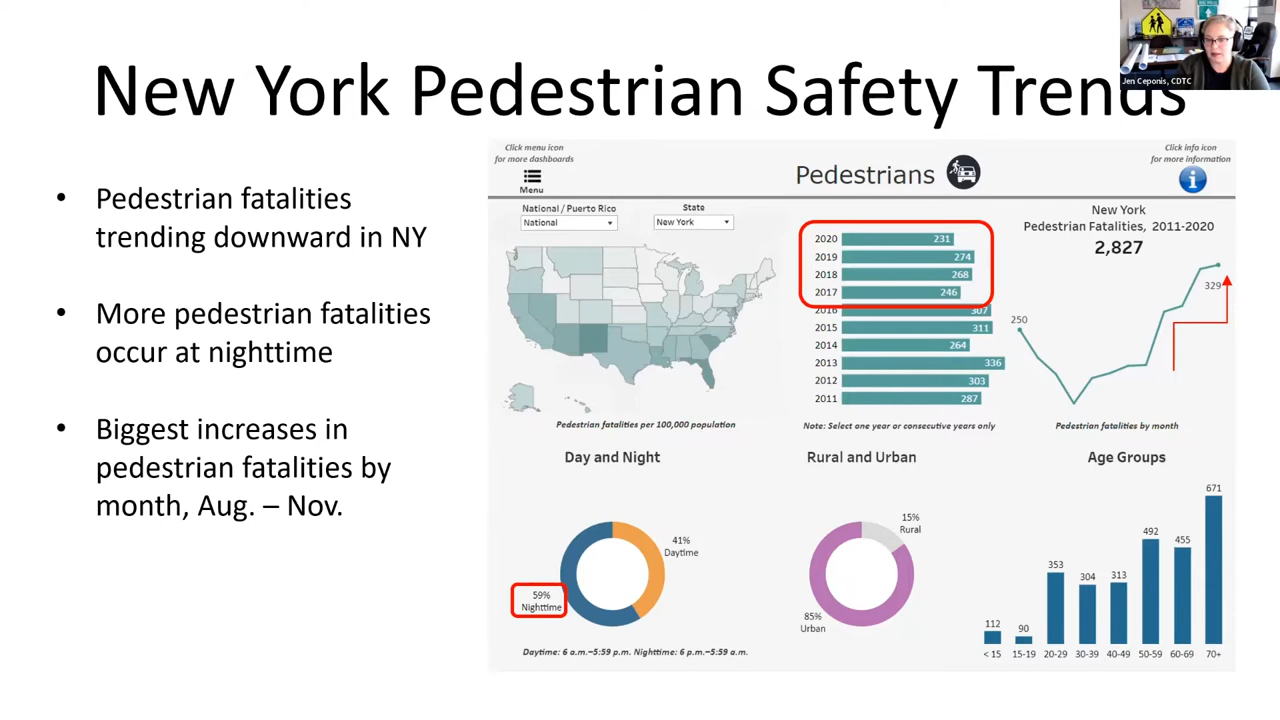 New York Pedestrian Safety Trends
Jen Ceponis, CDTC
• Pedestrian fatalities
trending downward in NY
• More pedestrian fatalities
occur at nighttime
• Biggest increases in
pedestrian fatalities by
month, Aug. – Nov.
Click menu icon
for more dashboards
Menu
Pedestrians
Click info icon
for more information
i
National / Puerto Rico
National
State
New York
Pedestrian fatalities per 100,000 population
2020 231
2019 274
2018 268
2017 246
2016 307
2015 311
2014 264
2013 336
2012 303
2011 287
Note: Select one year or consecutive years only
New York
Pedestrian Fatalities, 2011-2020
2,827
250
329
Pedestrian fatalities by month
Day and Night
41%
Daytime
59%
Nighttime
Daytime: 6 a.m.–5:59 p.m. Nighttime: 6 p.m.–5:59 a.m.
Rural and Urban
15%
Rural
85%
Urban
Age Groups
112
90
353
304
313
492
455
671
< 15 15-19 20-29 30-39 40-49 50-59 60-69 70+